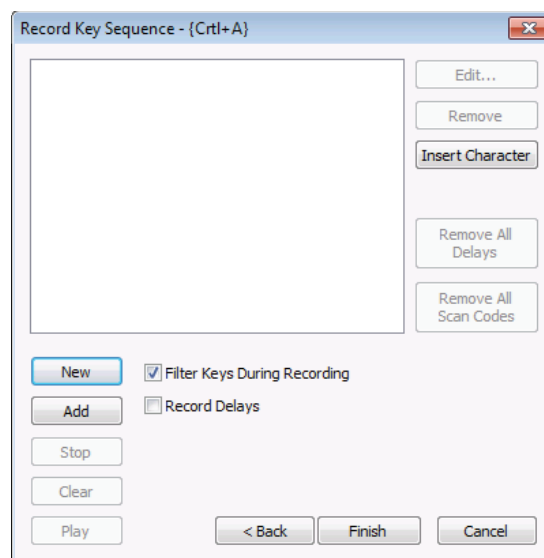 Record Key Sequence - {Crtl+A}
Edit...
Remove
Insert Character
Remove All
Delays
Remove All
Scan Codes
New
Filter Keys During Recording
Add
Record Delays
Stop
Clear
Play
< Back
Finish
Cancel